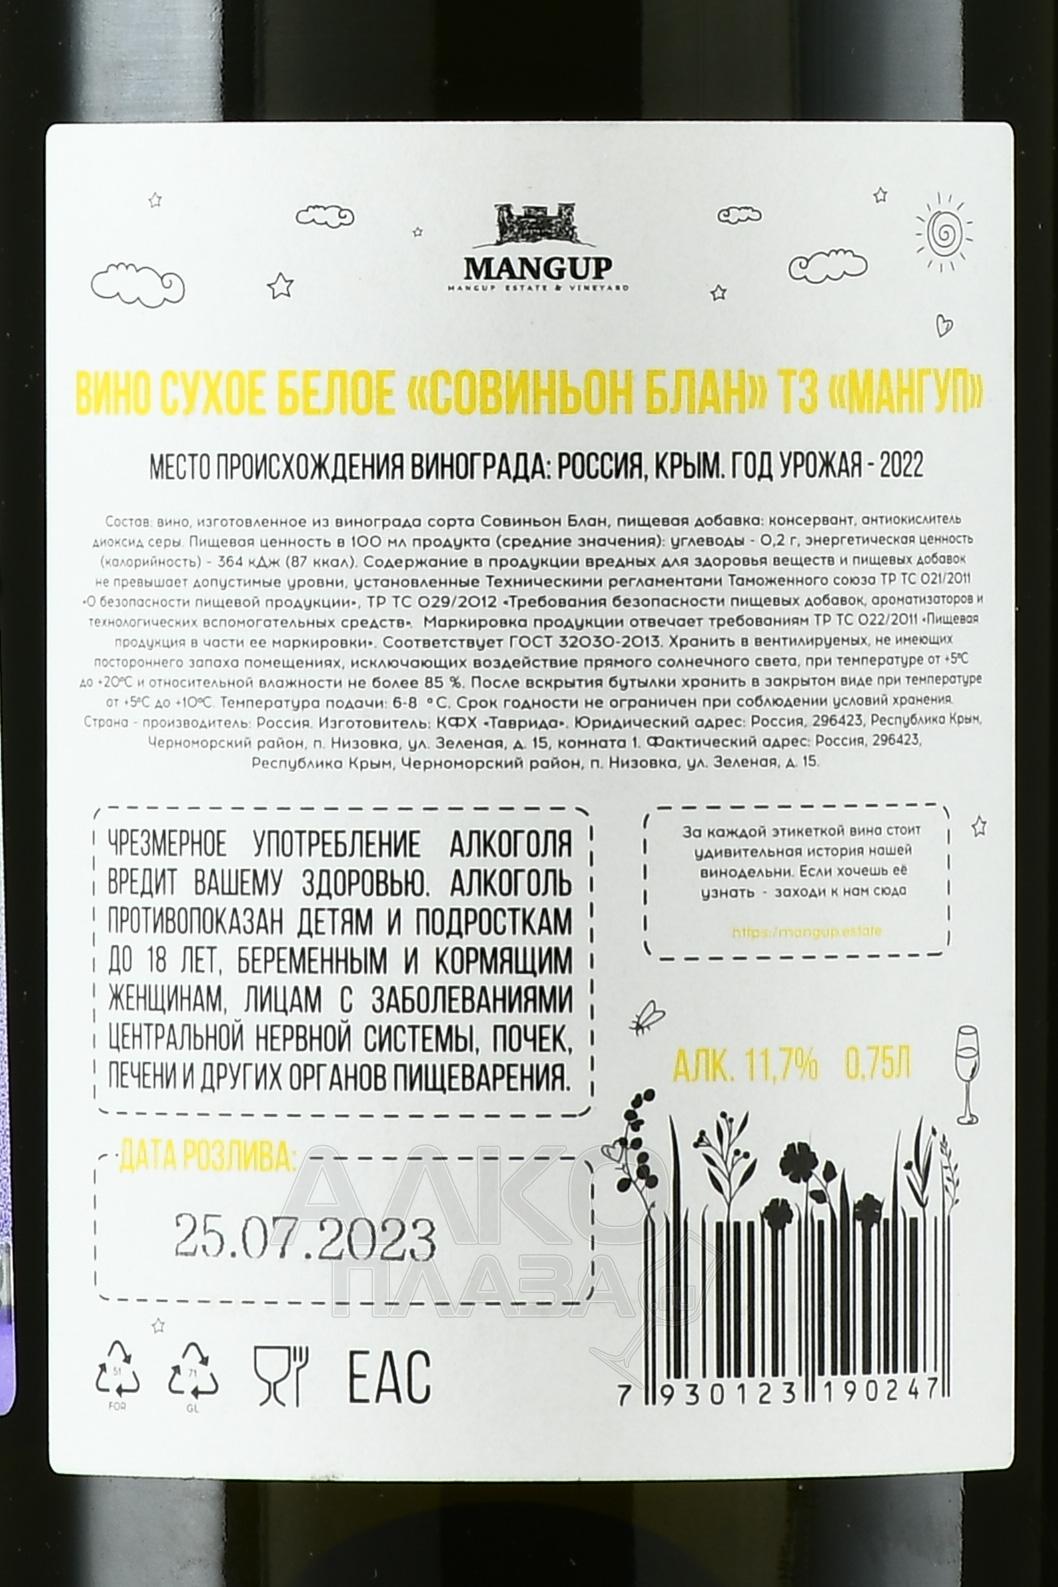 MANGUP
MANGUP ESTATE & VINEYARD
ВИНО СУХОЕ БЕЛОЕ «СОВИНЬОН БЛАН» ТЗ «МАНГУП»
МЕСТО ПРОИСХОЖДЕНИЯ ВИНОГРАДА: РОССИЯ, КРЫМ. ГОД УРОЖАЯ - 2022
Состав: вино, изготовленное из винограда сорта Совиньон Блан, пищевая добавка: консервант, антиокислитель
диоксид серы. Пищевая ценность в 100 мл продукта (средние значения): углеводы - 0,2 г, энергетическая ценность
(калорийность) - 364 кДж (87 ккал). Содержание в продукции вредных для здоровья веществ и пищевых добавок
не превышает допустимые уровни, установленные Техническими регламентами Таможенного союза ТР ТС 021/2011
«О безопасности пищевой продукции», ТР ТС 029/2012 «Требования безопасности пищевых добавок, ароматизаторов и
технологических вспомогательных средств». Маркировка продукции отвечает требованиям ТР ТС 022/2011 «Пищевая
продукция в части ее маркировки». Соответствует ГОСТ 32030-2013. Хранить в вентилируемых, не имеющих
постороннего запаха помещениях, исключающих воздействие прямого солнечного света, при температуре от +5°С
до +20°С и относительной влажности не более 85 %. После вскрытия бутылки хранить в закрытом виде при температуре
от +5°С до +10°С. Температура подачи: 6-8 °С. Срок годности не ограничен при соблюдении условий хранения.
Страна - производитель: Россия. Изготовитель: КФХ «Таврида». Юридический адрес: Россия, 296423, Республика Крым,
Черноморский район, п. Низовка, ул. Зеленая, д. 15, комната 1. Фактический адрес: Россия, 296423,
Республика Крым, Черноморский район, п. Низовка, ул. Зеленая, д. 15.
ЧРЕЗМЕРНОЕ УПОТРЕБЛЕНИЕ АЛКОГОЛЯ
ВРЕДИТ ВАШЕМУ ЗДОРОВЬЮ. АЛКОГОЛЬ
ПРОТИВОПОКАЗАН ДЕТЯМ И ПОДРОСТКАМ
ДО 18 ЛЕТ, БЕРЕМЕННЫМ И КОРМЯЩИМ
ЖЕНЩИНАМ, ЛИЦАМ С ЗАБОЛЕВАНИЯМИ
ЦЕНТРАЛЬНОЙ НЕРВНОЙ СИСТЕМЫ, ПОЧЕК,
ПЕЧЕНИ И ДРУГИХ ОРГАНОВ ПИЩЕВАРЕНИЯ.
За каждой этикеткой вина стоит
удивительная история нашей
винодельни. Если хочешь её
узнать - заходи к нам сюда
https://mangup.estate
АЛК. 11,7% 0,75Л
ДАТА РОЗЛИВА:
25.07.2023
АЛКО
ПЛАЗА.ru
51
FOR
71
GL
EAC
7 930123 190247